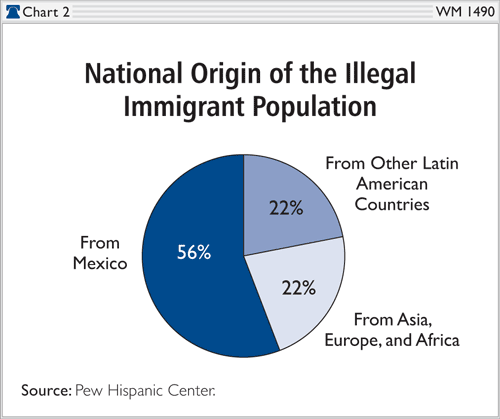 Chart 2 WM 1490
National Origin of the Illegal
Immigrant Population
From Other Latin
American
Countries
22%
From
Mexico
56%
22%
From Asia,
Europe, and Africa
Source: Pew Hispanic Center.